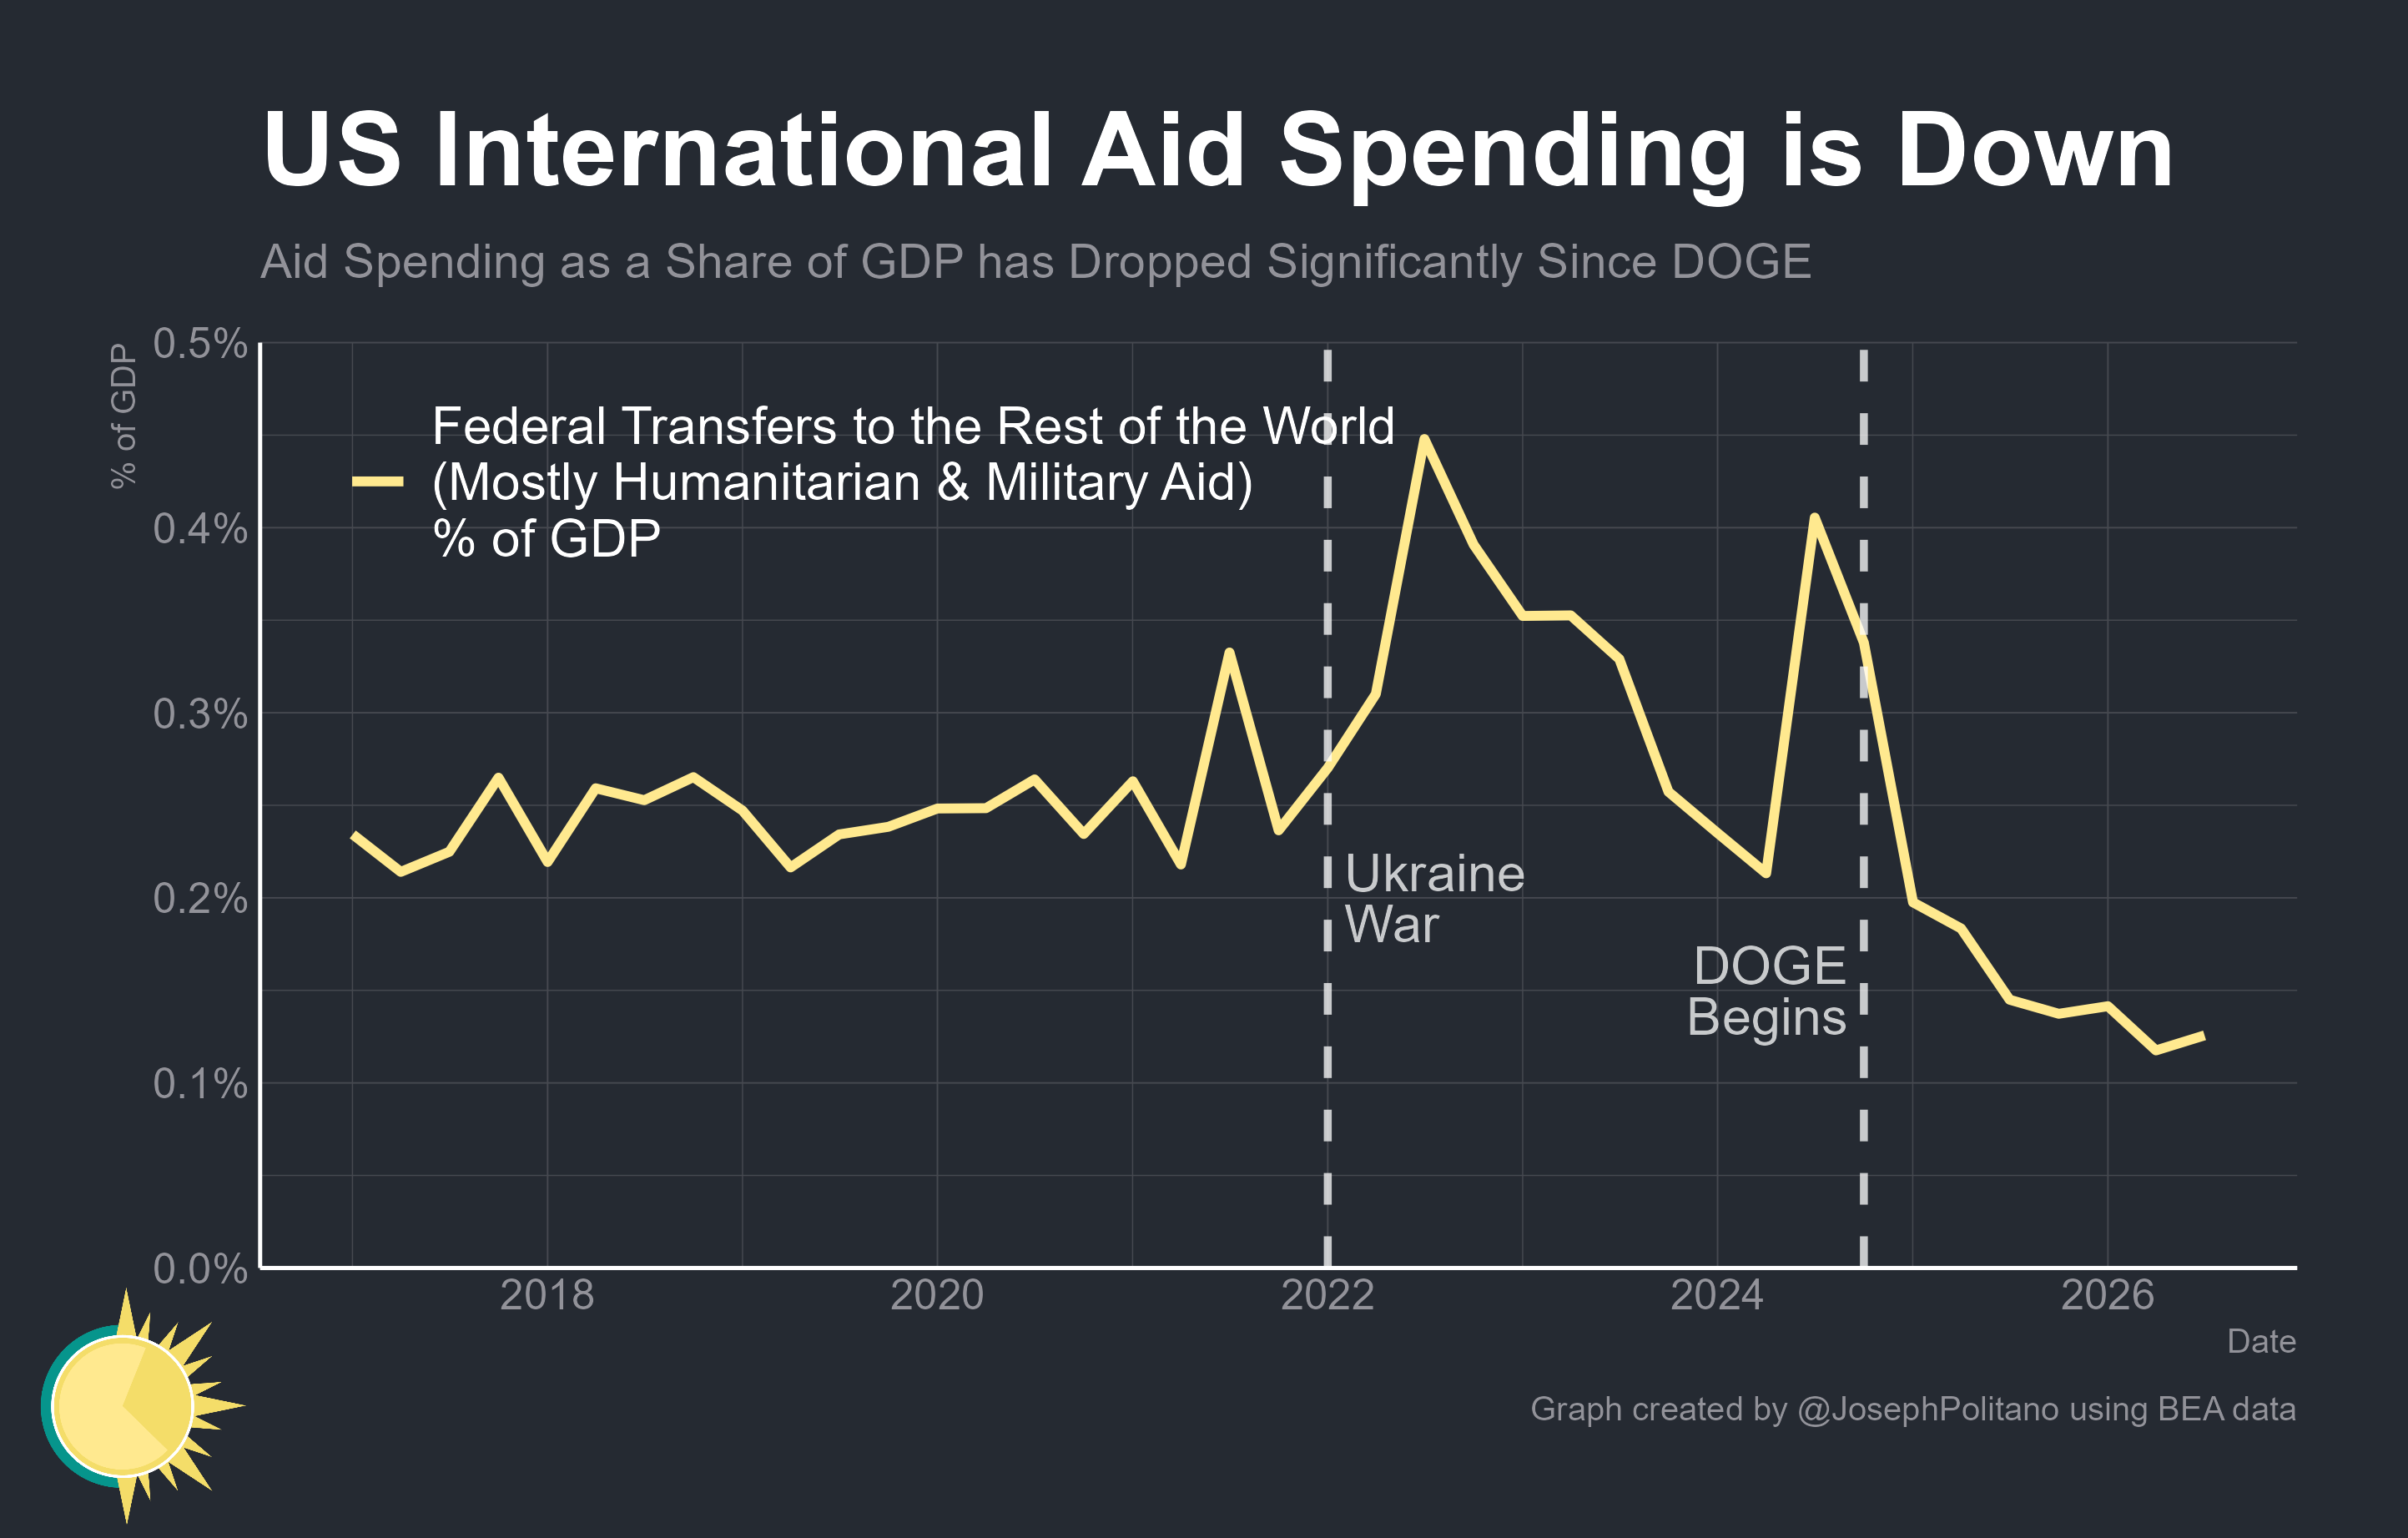 US International Aid Spending is Down
Aid Spending as a Share of GDP has Dropped Significantly Since DOGE
% of GDP
0.5%
0.4%
0.3%
0.2%
0.1%
0.0%
Federal Transfers to the Rest of the World
(Mostly Humanitarian & Military Aid)
% of GDP
Ukraine
War
DOGE
Begins
2018
2020
2022
2024
2026
Date
Graph created by @JosephPolitano using BEA data